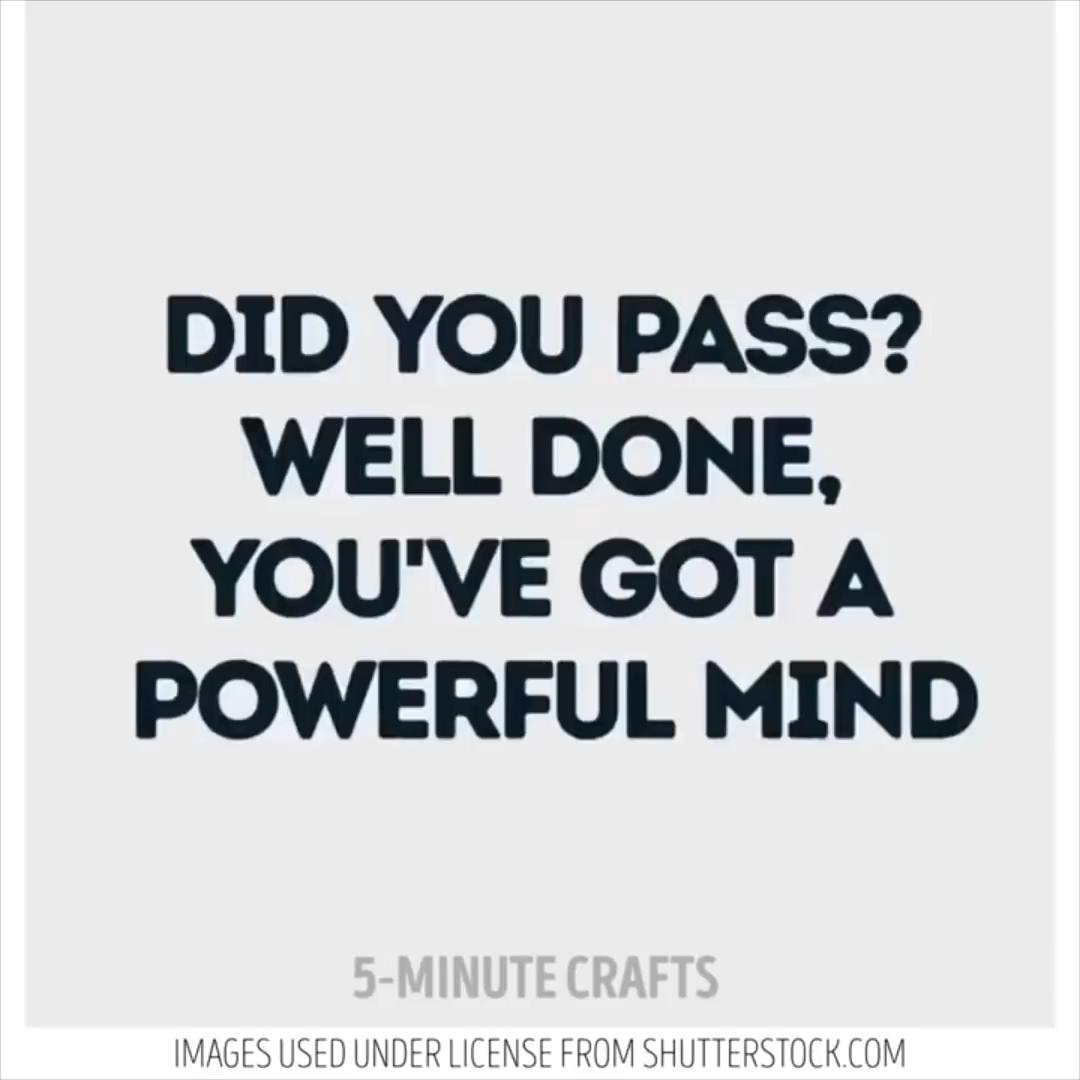 DID YOU PASS?
WELL DONE,
YOU'VE GOT A
POWERFUL MIND
5-MINUTE CRAFTS
IMAGES USED UNDER LICENSE FROM SHUTTERSTOCK.COM